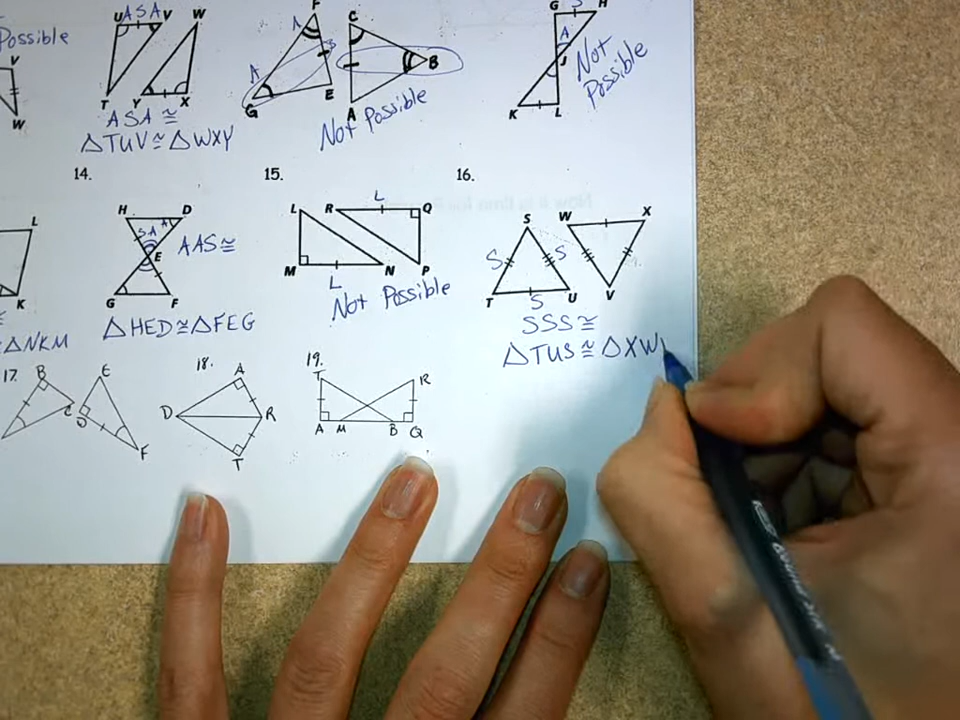 Possible
V
W
U A S A V W
T Y X
ASA ≅
△TUV ≅ △WXY
F
A
S
A
G E
C
B
A
Not Possible
G S H
A
J
K L
Not Possible
14.
15.
16.
L
K
≅
△NKM
H D
S A A
E
G F
AAS ≅
△HED ≅ △FEG
L R L Q
M N P
L
Not Possible
S W X
S S
T U V
S
SSS ≅
△TUS ≅ △XW
17.
B E
C D
F
18.
A
D R
T
19.
T R
A M B Q